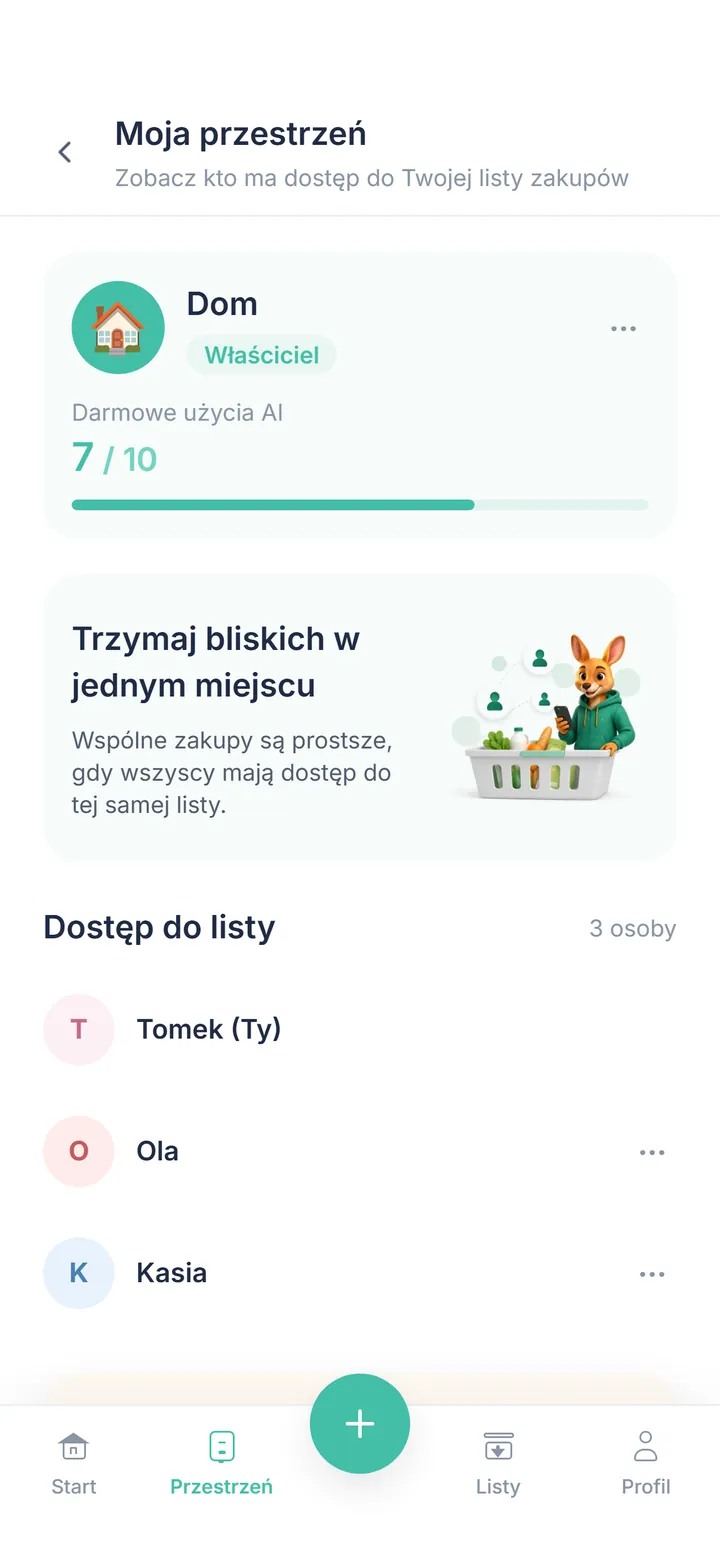 Moja przestrzeń
Zobacz kto ma dostęp do Twojej listy zakupów
Dom
Właściciel
Darmowe użycia AI
7 / 10
Trzymaj bliskich w
jednym miejscu
Wspólne zakupy są prostsze,
gdy wszyscy mają dostęp do
tej samej listy.
Dostęp do listy
3 osoby
T
Tomek (Ty)
O
Ola
K
Kasia
Start
Przestrzeń
Listy
Profil